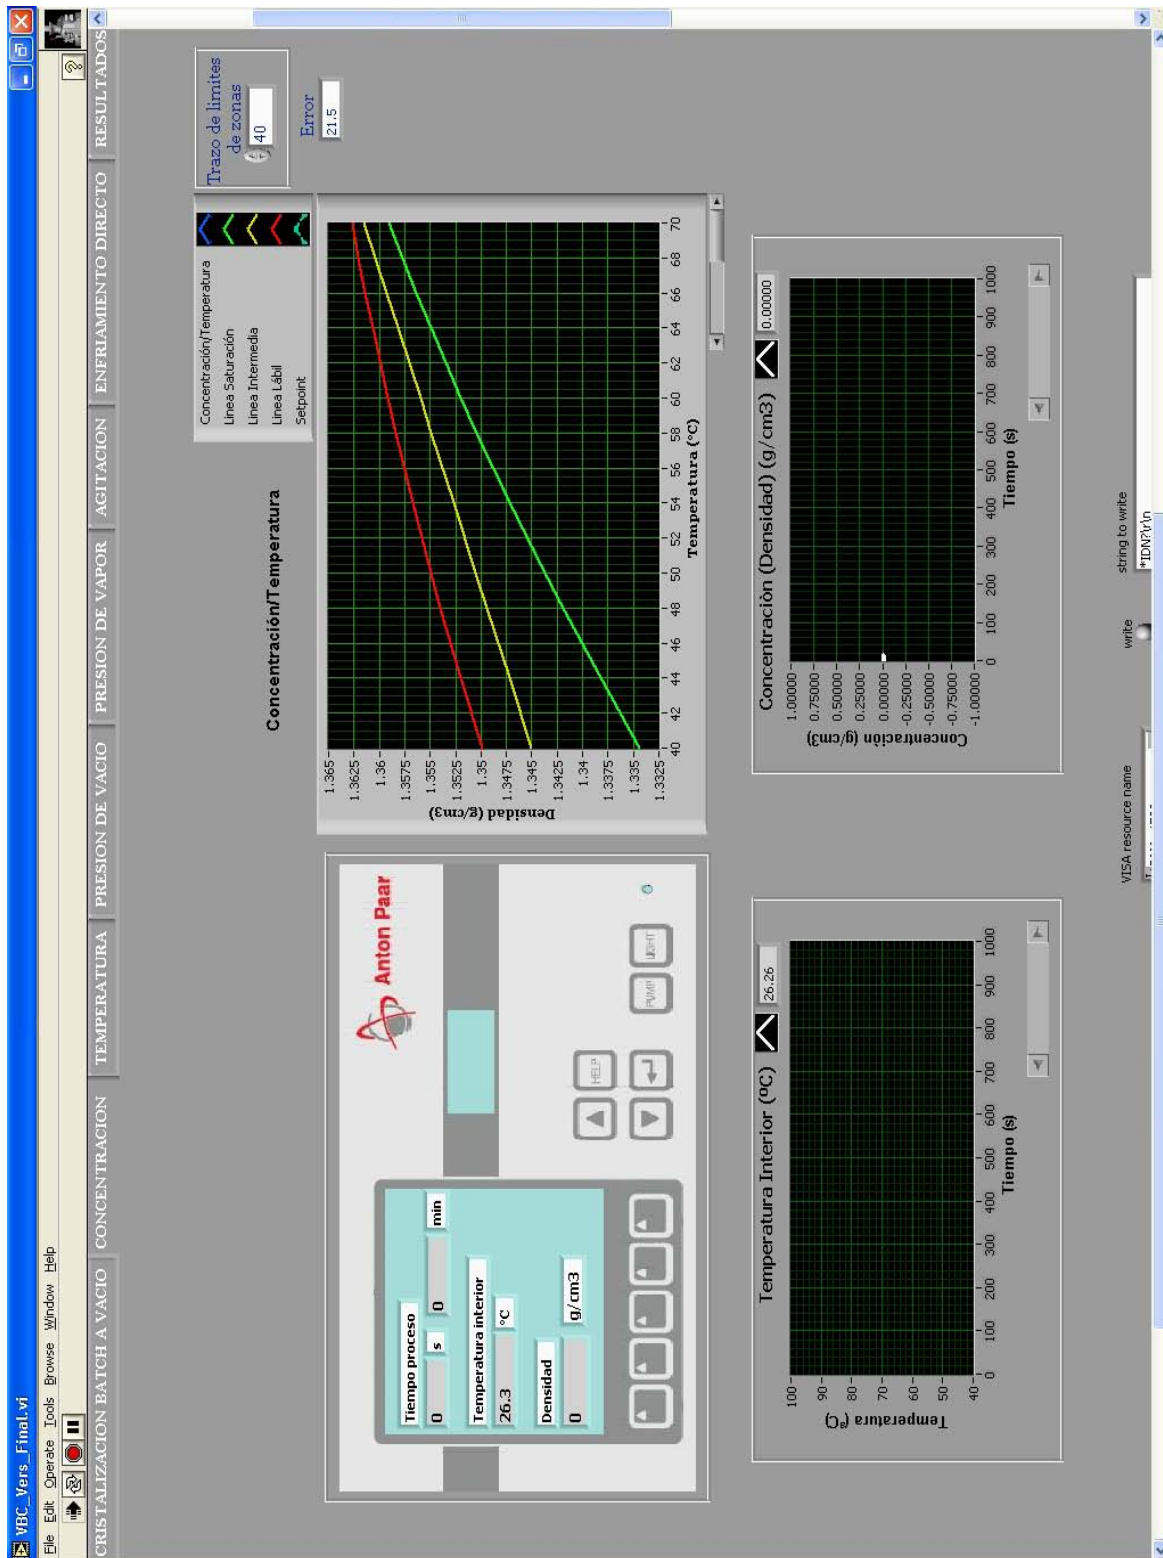 VBC_Vers_Final.vi
File Edit Operate Tools Browse Window Help
?
CRISTALIZACION BATCH A VACIO CONCENTRACION TEMPERATURA PRESION DE VACIO PRESION DE VAPOR AGITACION ENFRIAMIENTO DIRECTO RESULTADOS
Anton Paar
Tiempo proceso
0 s 0 min
Temperatura interior
26.3 °C
Densidad
0 g/cm3
HELP
PUMP LIGHT
Concentración/Temperatura
Concentración/Temperatura
Linea Saturación
Linea Intermedia
Linea Lábil
Setpoint
Trazo de limites
de zonas
40
Error
21.5
Densidad (g/cm3)
1.365
1.3625
1.36
1.3575
1.355
1.3525
1.35
1.3475
1.345
1.3425
1.34
1.3375
1.335
1.3325
40 42 44 46 48 50 52 54 56 58 60 62 64 66 68 70
Temperatura (°C)
Temperatura Interior (ºC) 26.26
Temperatura (ºC)
100
90
80
70
60
50
40
0 100 200 300 400 500 600 700 800 900 1000
Tiempo (s)
Concentraciòn (Densidad) (g/cm3) 0.00000
Concentraciòn (g/cm3)
1.00000
0.75000
0.50000
0.25000
0.00000
-0.25000
-0.50000
-0.75000
-1.00000
0 100 200 300 400 500 600 700 800 900 1000
Tiempo (s)
VISA resource name
write
string to write
*IDN?\r\n